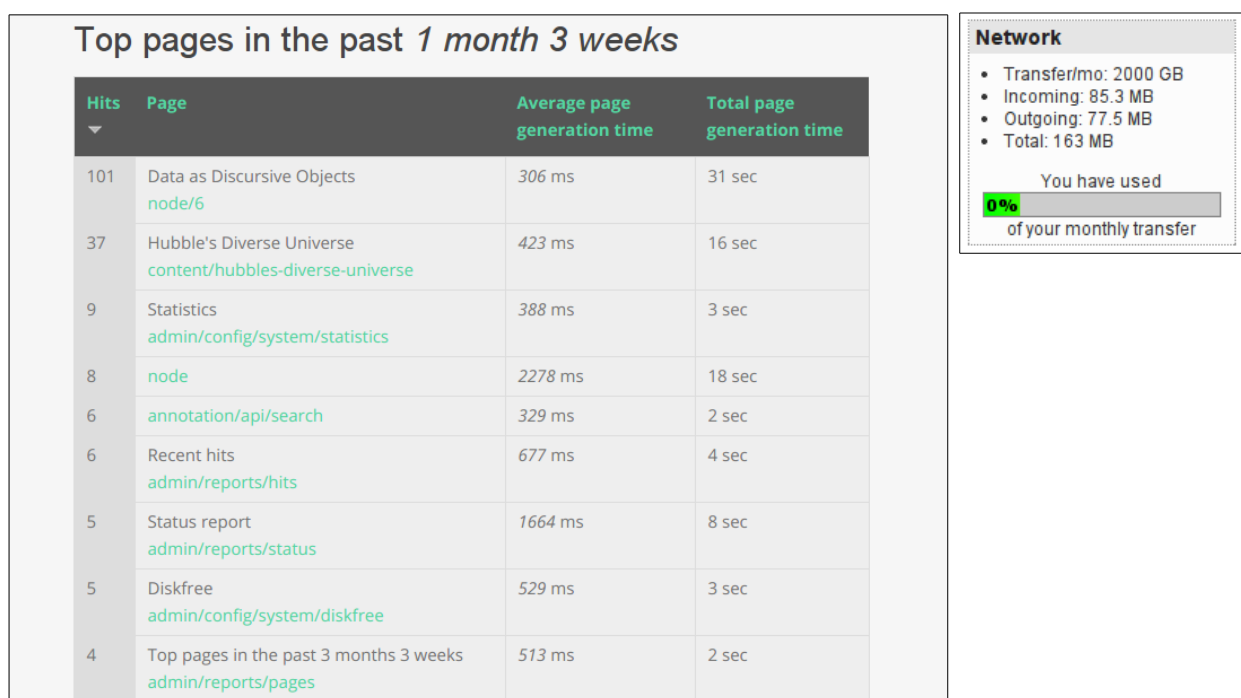 Top pages in the past 1 month 3 weeks
Hits Page Average page Total page
generation time generation time
101 Data as Discursive Objects 306 ms 31 sec
node/6
37 Hubble's Diverse Universe 423 ms 16 sec
content/hubbles-diverse-universe
9 Statistics 388 ms 3 sec
admin/config/system/statistics
8 node 2278 ms 18 sec
6 annotation/api/search 329 ms 2 sec
6 Recent hits 677 ms 4 sec
admin/reports/hits
5 Status report 1664 ms 8 sec
admin/reports/status
5 Diskfree 529 ms 3 sec
admin/config/system/diskfree
4 Top pages in the past 3 months 3 weeks 513 ms 2 sec
admin/reports/pages
Network
Transfer/mo: 2000 GB
Incoming: 85.3 MB
Outgoing: 77.5 MB
Total: 163 MB
You have used
0%
of your monthly transfer